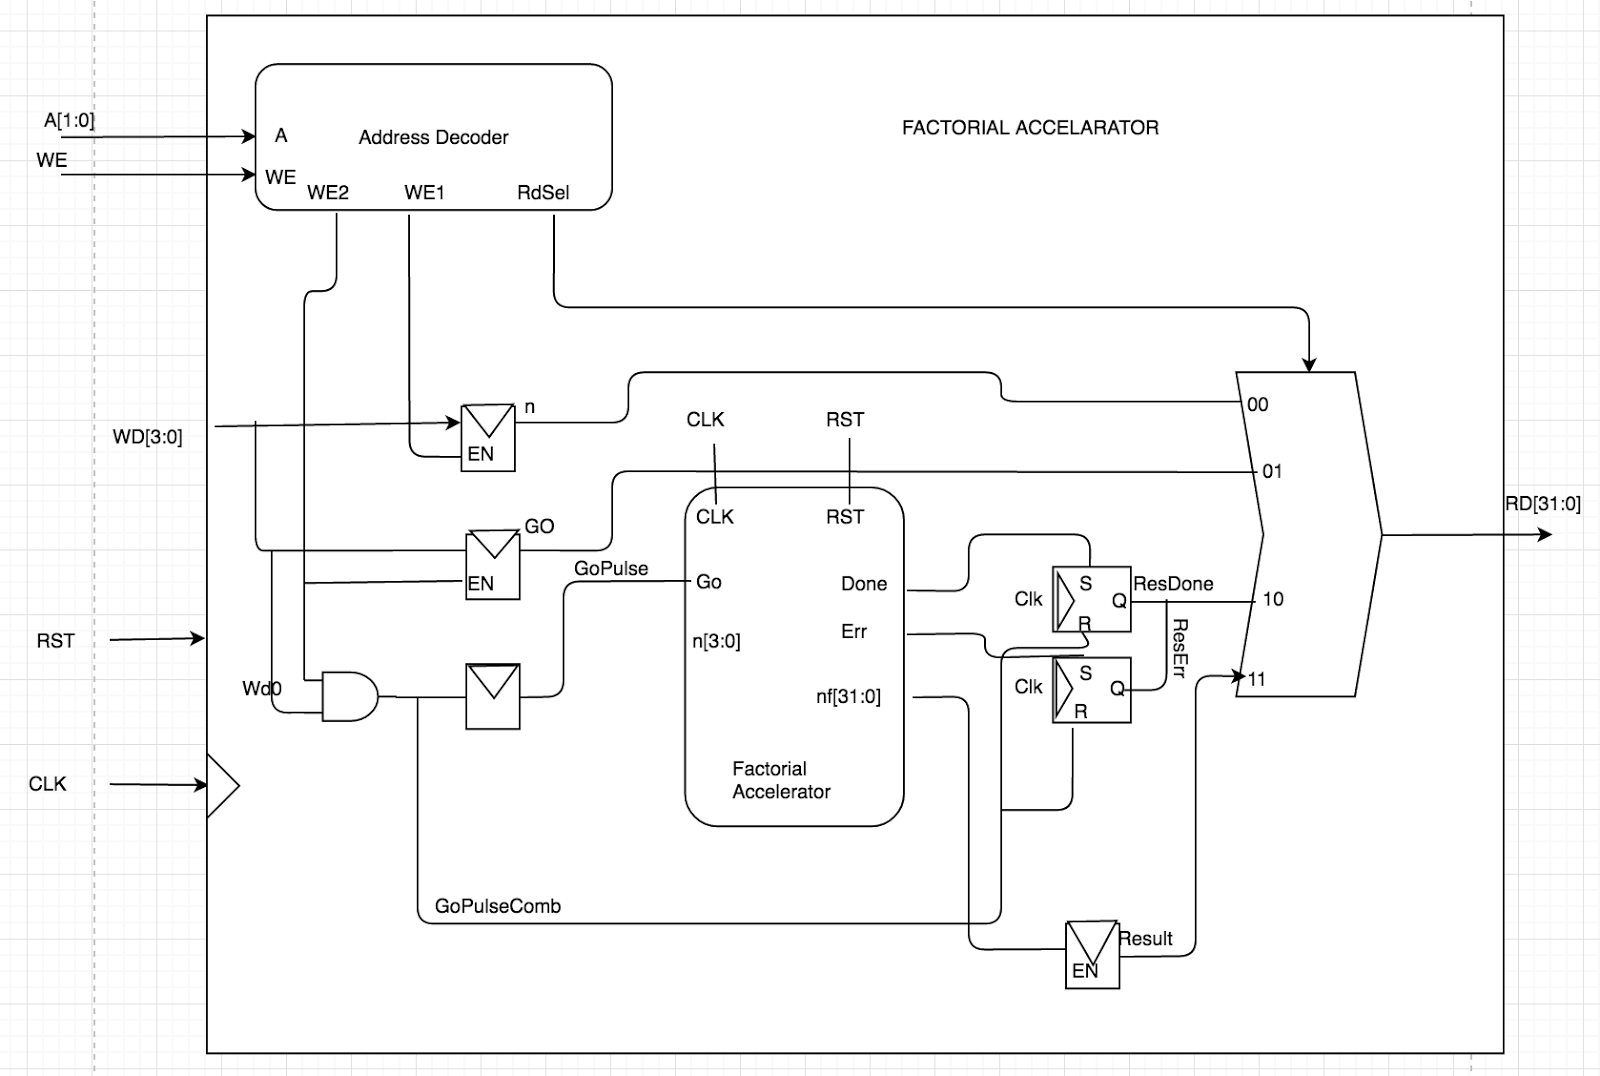 FACTORIAL ACCELARATOR
A[1:0]
A
Address Decoder
WE
WE
WE2
WE1
RdSel
n
WD[3:0]
EN
CLK
RST
00
01
RD[31:0]
CLK
RST
GO
EN
GoPulse
Go
Done
Clk
S
Q
R
ResDone
10
ResErr
RST
n[3:0]
Err
Clk
S
Q
R
11
Wd0
nf[31:0]
CLK
Factorial
Accelerator
GoPulseComb
Result
EN